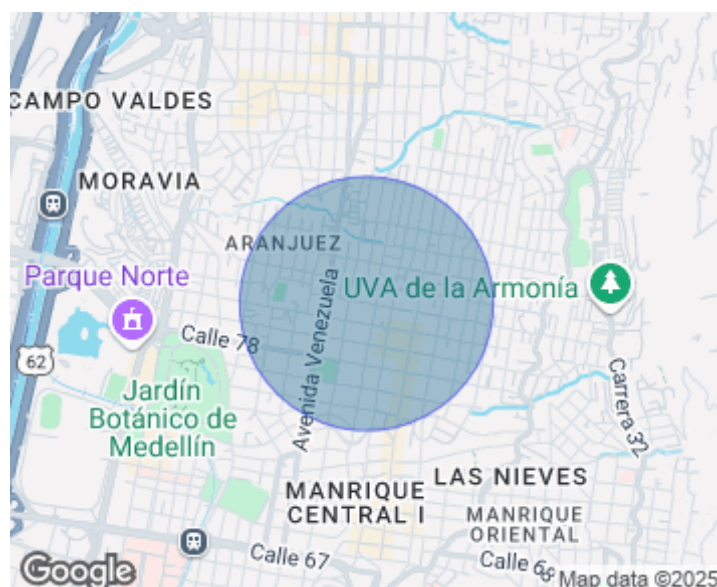 CAMPO VALDES
MORAVIA
ARANJUEZ
Parque Norte
UVA de la Armonía
Avenida Venezuela
Calle 78
62
Carrera 32
Jardín
Botánico de
Medellín
LAS NIEVES
MANRIQUE
CENTRAL I
MANRIQUE
ORIENTAL
Calle 67
Google
Map data ©2025